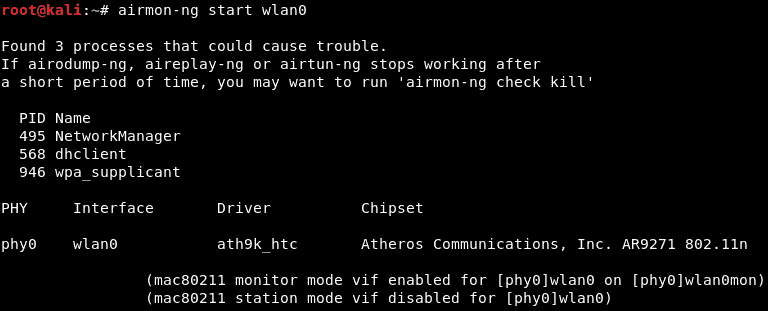 root@kali:~# airmon-ng start wlan0
Found 3 processes that could cause trouble.
If airodump-ng, aireplay-ng or airtun-ng stops working after
a short period of time, you may want to run 'airmon-ng check kill'
PID Name
495 NetworkManager
568 dhclient
946 wpa_supplicant
PHY Interface Driver Chipset
phy0 wlan0 ath9k_htc Atheros Communications, Inc. AR9271 802.11n
(mac80211 monitor mode vif enabled for [phy0]wlan0 on [phy0]wlan0mon)
(mac80211 station mode vif disabled for [phy0]wlan0)